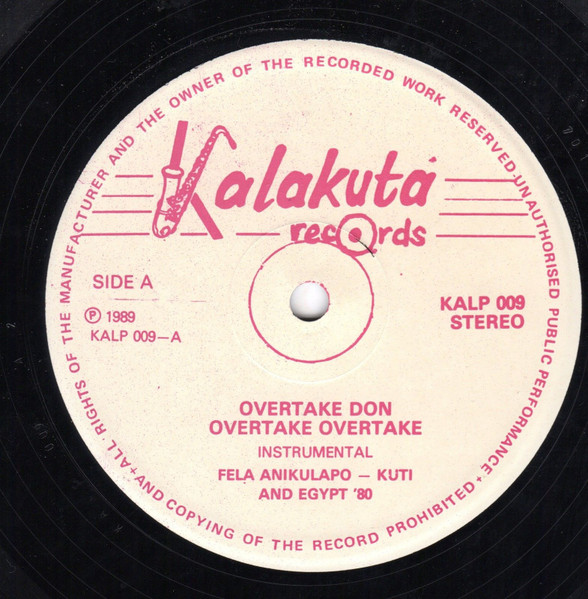 ALL RIGHTS OF THE MANUFACTURER AND THE OWNER OF THE RECORDED WORK RESERVED·UNAUTHORISED PUBLIC PERFORMANCE + AND COPYING OF THE RECORD PROHIBITED +
Kalakuta
records
SIDE A
Ⓟ 1989
KALP 009-A
KALP 009
STEREO
OVERTAKE DON
OVERTAKE OVERTAKE
INSTRUMENTAL
FELA ANIKULAPO – KUTI
AND EGYPT '80